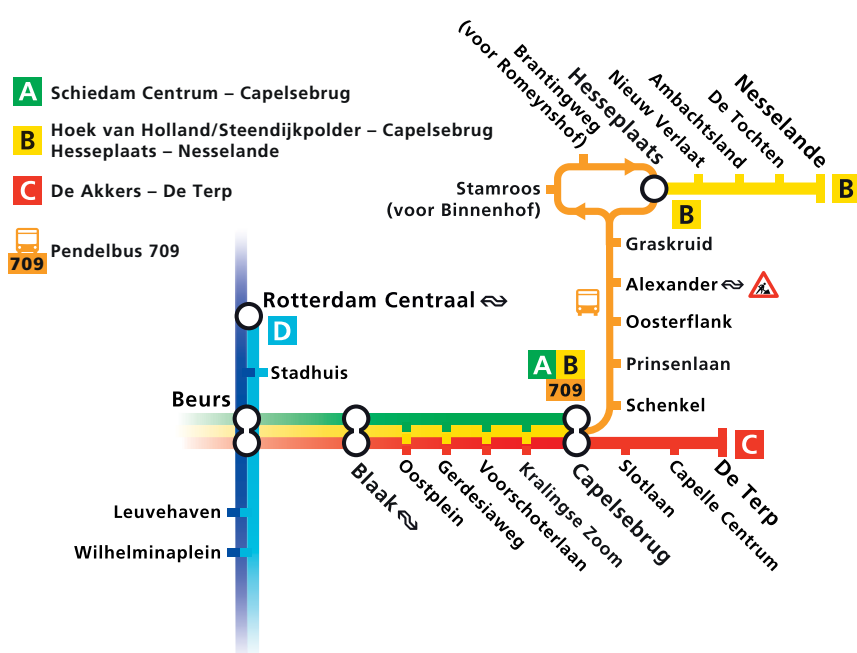 A Schiedam Centrum – Capelsebrug
B Hoek van Holland/Steendijkpolder – Capelsebrug
Hesseplaats – Nesselande
C De Akkers – De Terp
709 Pendelbus 709
Brantingweg
(voor Romeynshof)
Hesseplaats
Nieuw Verlaat
Ambachtsland
De Tochten
Nesselande
B
B
Stamroos
(voor Binnenhof)
Graskruid
Alexander
Oosterflank
Prinsenlaan
Schenkel
Rotterdam Centraal
D
Stadhuis
A B
709
Beurs
C
Blaak
Oostplein
Gerdesiaweg
Voorschoterlaan
Kralingse Zoom
Capelsebrug
Slotlaan
Capelle Centrum
De Terp
Leuvehaven
Wilhelminaplein